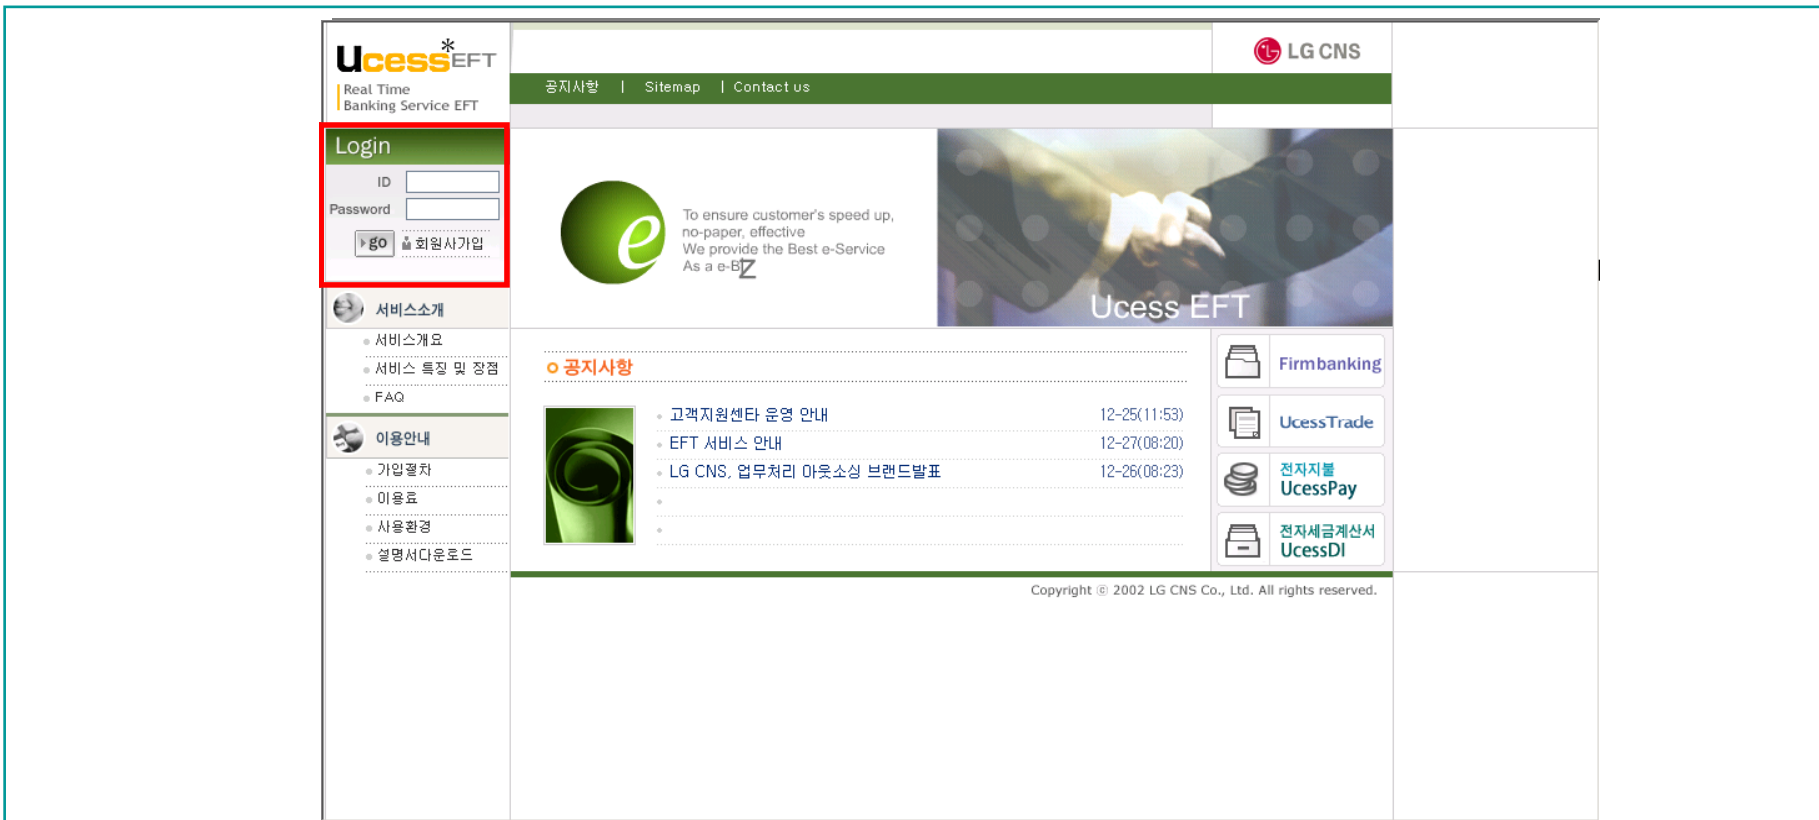 Ucess*EFT
Real Time
Banking Service EFT
LG CNS
공지사항 | Sitemap | Contact us
Login
ID
Password
go 회원사가입
To ensure customer's speed up,
no-paper, effective
We provide the Best e-Service
As a e-BIZ
Ucess EFT
서비스소개
서비스개요
서비스 특징 및 장점
FAQ
이용안내
가입절차
이용료
사용환경
설명서다운로드
공지사항
고객지원센타 운영 안내 12-25(11:53)
EFT 서비스 안내 12-27(08:20)
LG CNS, 업무처리 아웃소싱 브랜드발표 12-26(08:23)
Firmbanking
UcessTrade
전자지불
UcessPay
전자세금계산서
UcessDI
Copyright ⓒ 2002 LG CNS Co., Ltd. All rights reserved.